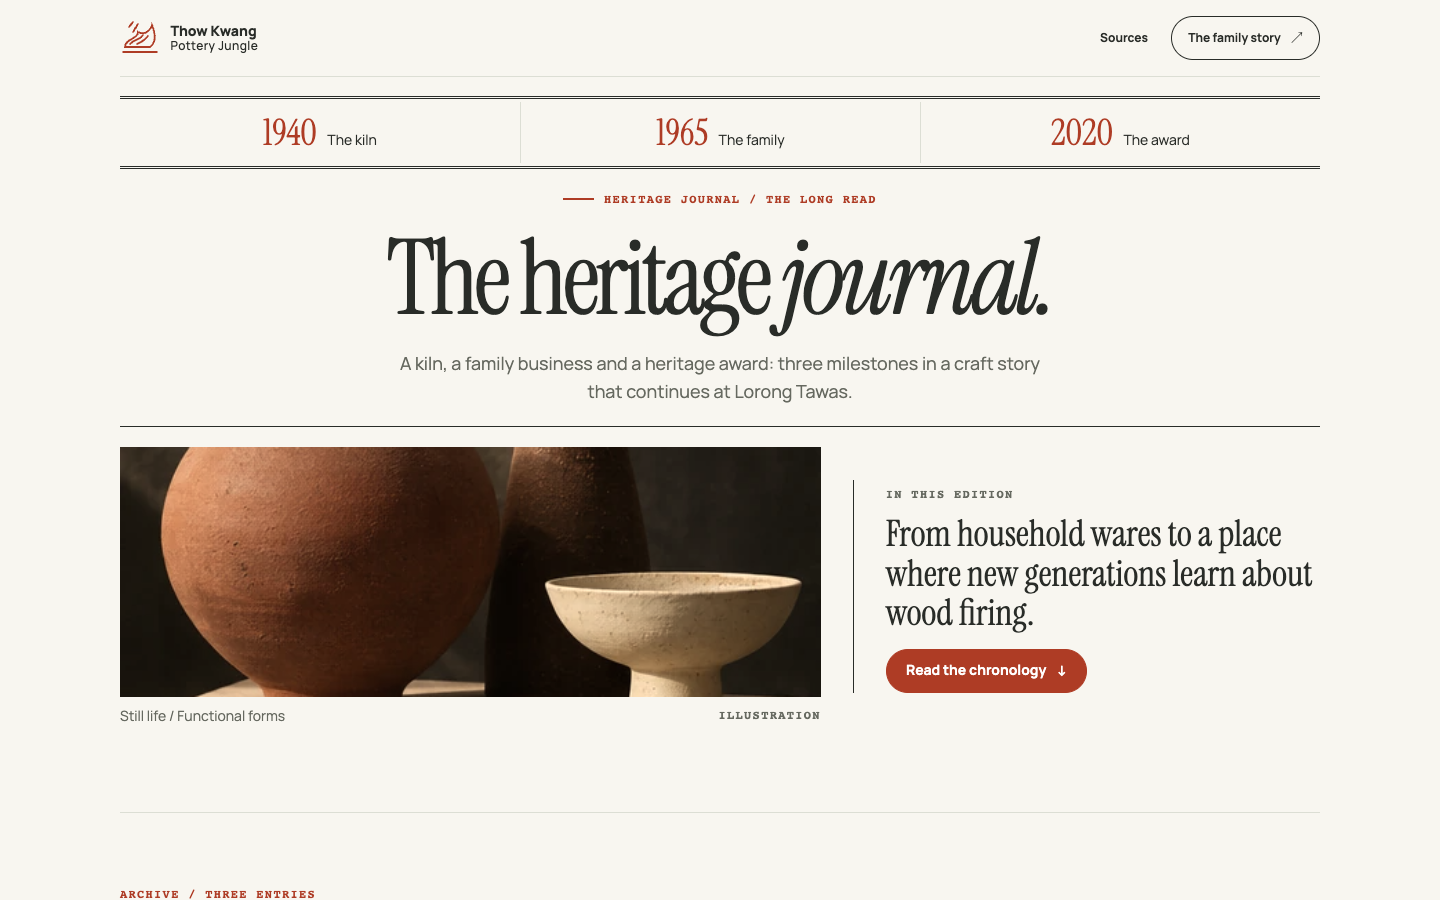 Thow Kwang
Pottery Jungle
Sources
The family story ↗
1940 The kiln
1965 The family
2020 The award
HERITAGE JOURNAL / THE LONG READ
The heritage journal.
A kiln, a family business and a heritage award: three milestones in a craft story
that continues at Lorong Tawas.
IN THIS EDITION
From household wares to a place
where new generations learn about
wood firing.
Read the chronology ↓
Still life / Functional forms
ILLUSTRATION
ARCHIVE / THREE ENTRIES